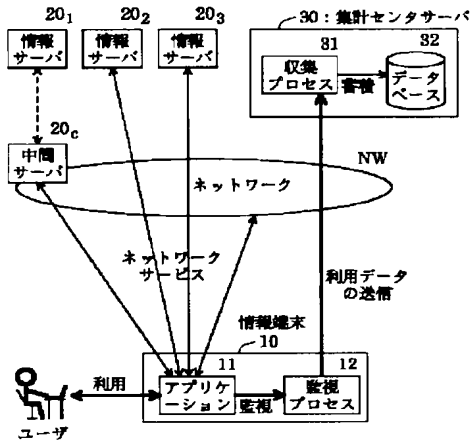 20₁
20₂
20₃
情報
サーバ
情報
サーバ
情報
サーバ
30：集計センタサーバ
31
32
収集
プロセス
蓄積
データ
ベース
20c
中間
サーバ
NW
ネットワーク
ネットワーク
サービス
利用データ
の送信
情報端末
10
11
12
利用
アプリケ
ーション
監視
監視
プロセス
ユーザ